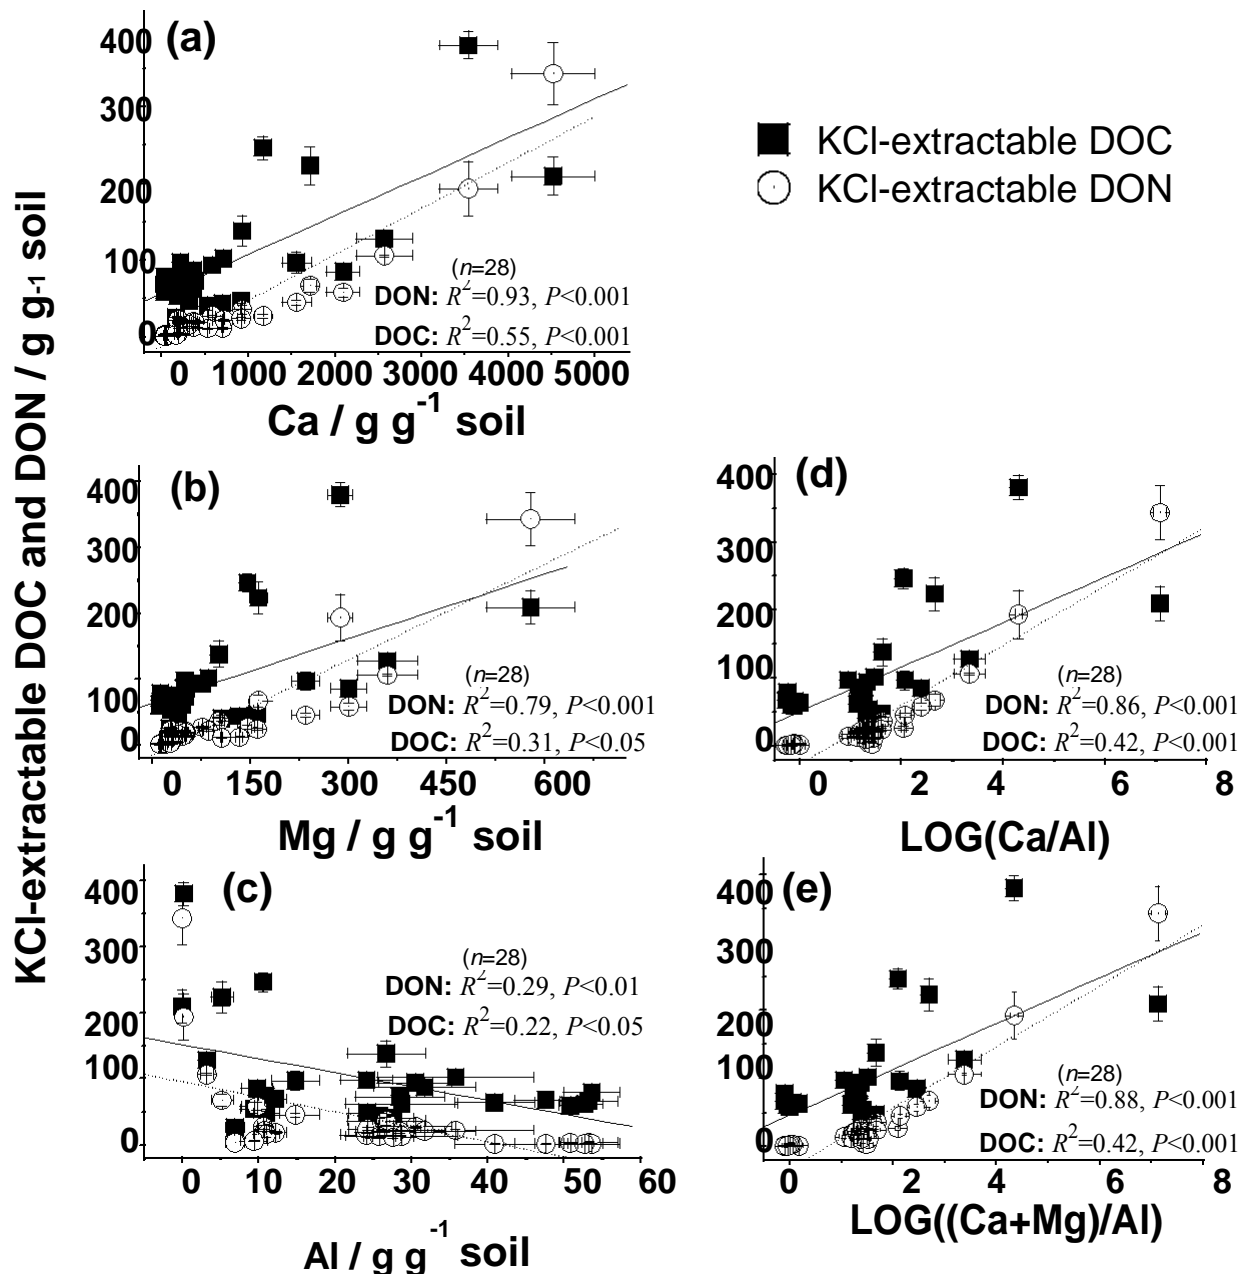 KCl-extractable DOC and DON / g g-1 soil
(a)
400
300
200
100
0
(n=28)
DON: R2=0.93, P<0.001
DOC: R2=0.55, P<0.001
0 1000 2000 3000 4000 5000
Ca / g g-1 soil
KCl-extractable DOC
KCl-extractable DON
(b)
400
300
200
100
0
(n=28)
DON: R2=0.79, P<0.001
DOC: R2=0.31, P<0.05
0 150 300 450 600
Mg / g g-1 soil
(d)
400
300
200
100
0
(n=28)
DON: R2=0.86, P<0.001
DOC: R2=0.42, P<0.001
0 2 4 6 8
LOG(Ca/Al)
(c)
400
300
200
100
0
(n=28)
DON: R2=0.29, P<0.01
DOC: R2=0.22, P<0.05
0 10 20 30 40 50 60
Al / g g-1 soil
(e)
400
300
200
100
0
(n=28)
DON: R2=0.88, P<0.001
DOC: R2=0.42, P<0.001
0 2 4 6 8
LOG((Ca+Mg)/Al)